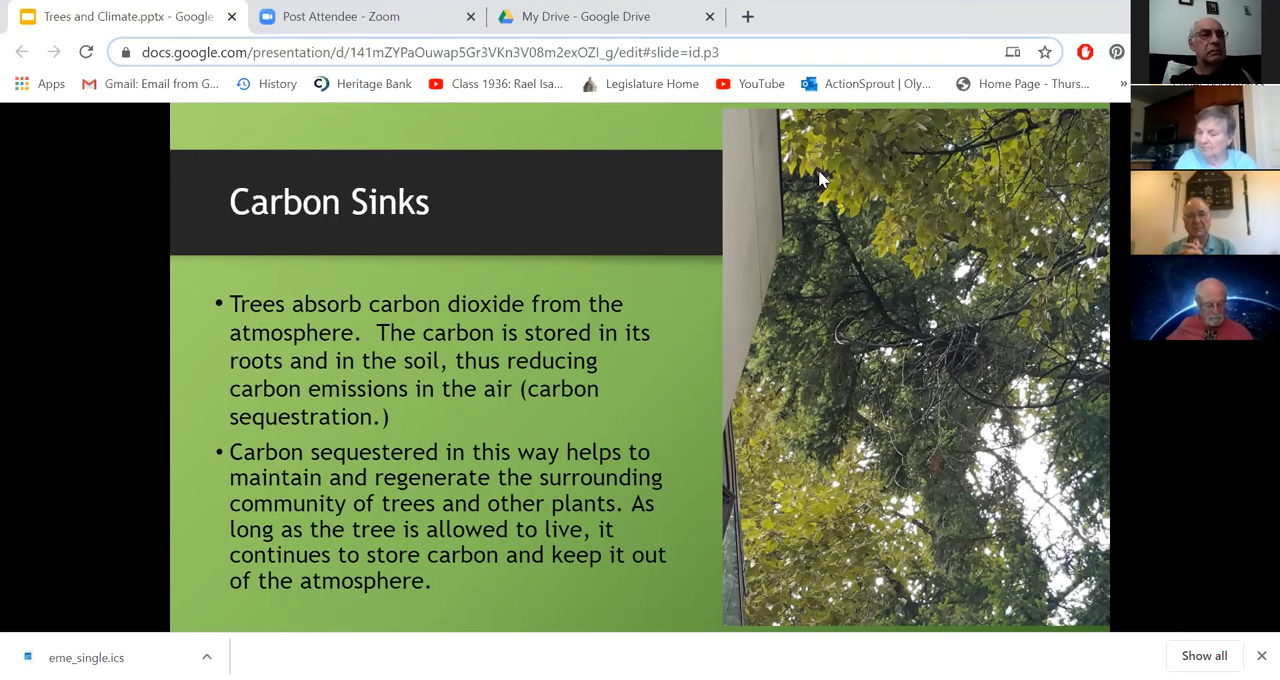 Trees and Climate.pptx - Google
Post Attendee - Zoom
My Drive - Google Drive
docs.google.com/presentation/d/141mZYPaOuwap5Gr3VKn3V08m2exOZI_g/edit#slide=id.p3
Apps
Gmail: Email from G...
History
Heritage Bank
Class 1936: Rael Isa...
Legislature Home
YouTube
ActionSprout | Oly...
Home Page - Thurs...
»
Carbon Sinks
• Trees absorb carbon dioxide from the
atmosphere.  The carbon is stored in its
roots and in the soil, thus reducing
carbon emissions in the air (carbon
sequestration.)
• Carbon sequestered in this way helps to
maintain and regenerate the surrounding
community of trees and other plants. As
long as the tree is allowed to live, it
continues to store carbon and keep it out
of the atmosphere.
eme_single.ics
Show all